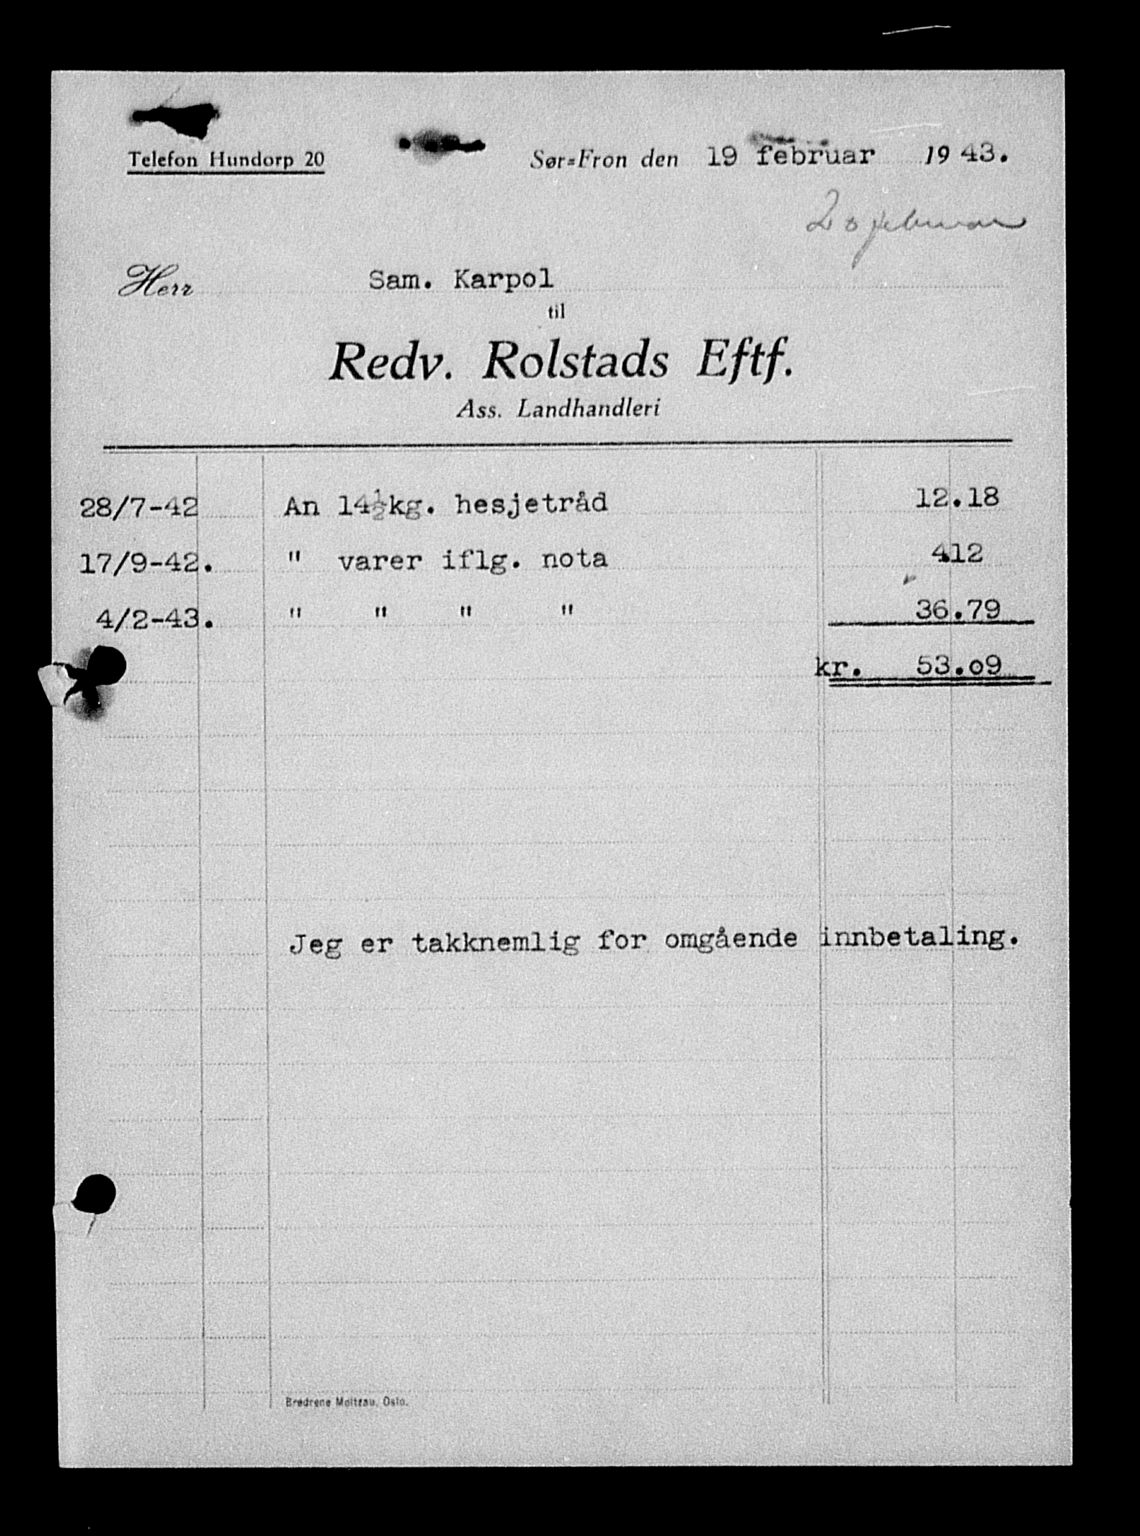 Telefon Hundorp 20
Sør=Fron den 19 februar 1943.
20 februar
Herr Sam. Karpol
til
Redv. Rolstads Eftf.
Ass. Landhandleri
28/7-42 An 14½kg. hesjetråd 12.18
17/9-42. " varer iflg. nota 4.12
4/2-43. " " " " 36.79
kr. 53.09
Jeg er takknemlig for omgående innbetaling.
Brødrene Moltzau, Oslo.